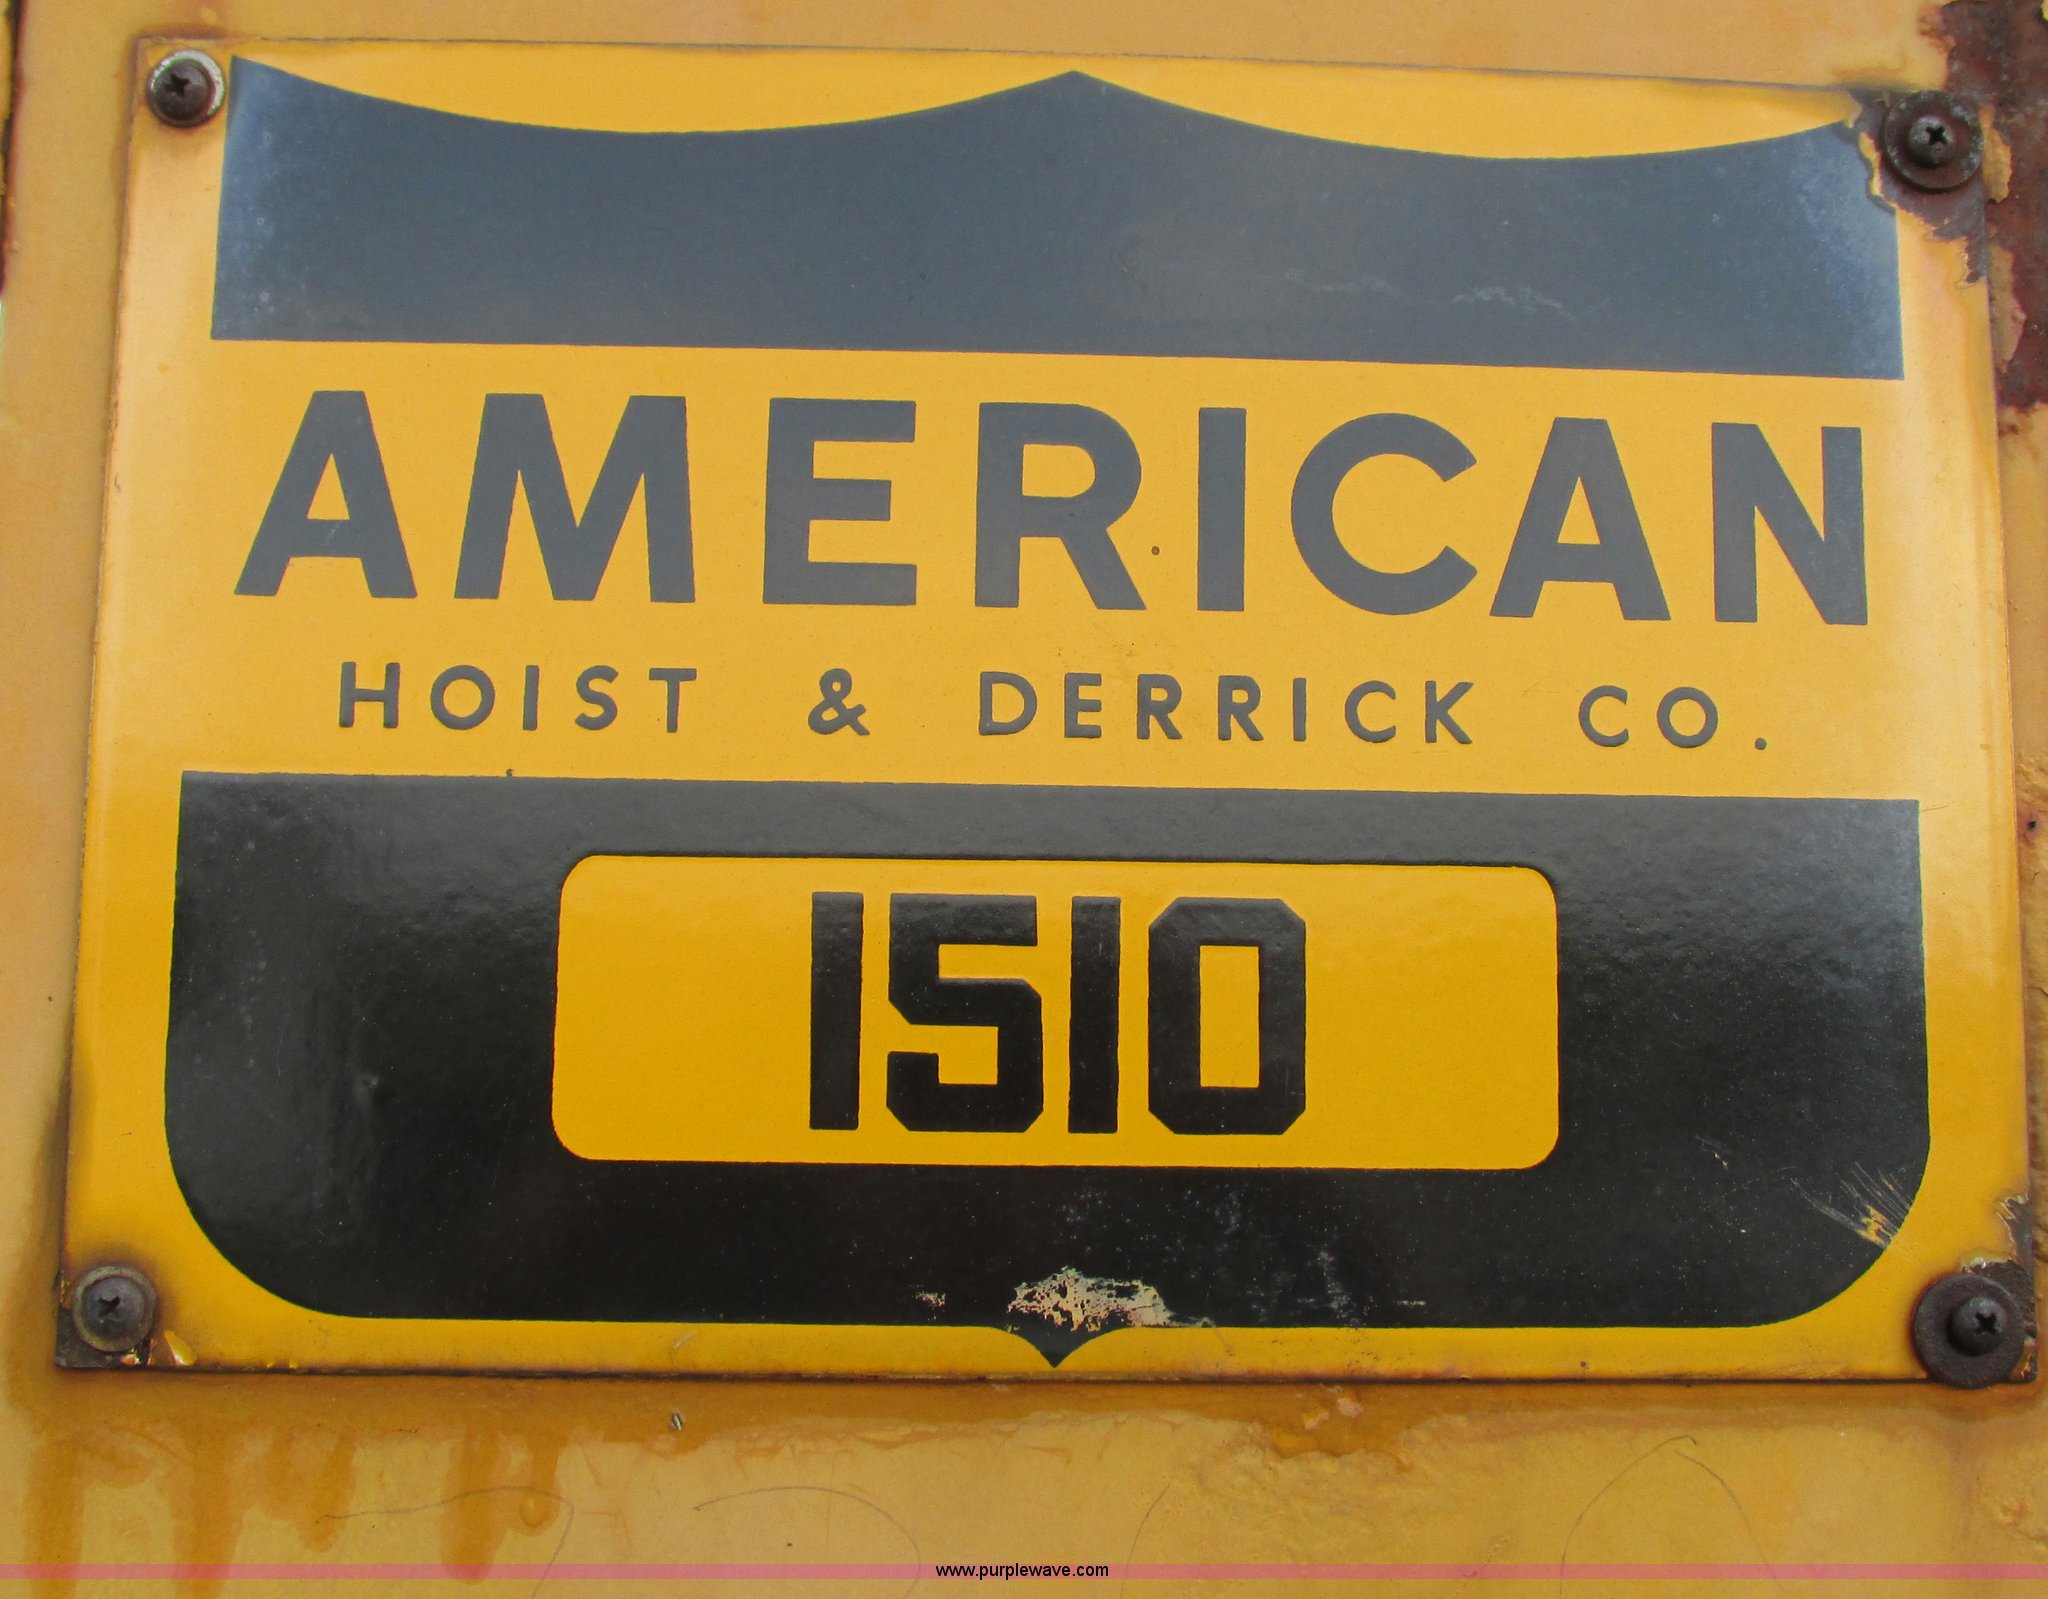 AMERICAN
HOIST & DERRICK CO.
1510
www.purplewave.com